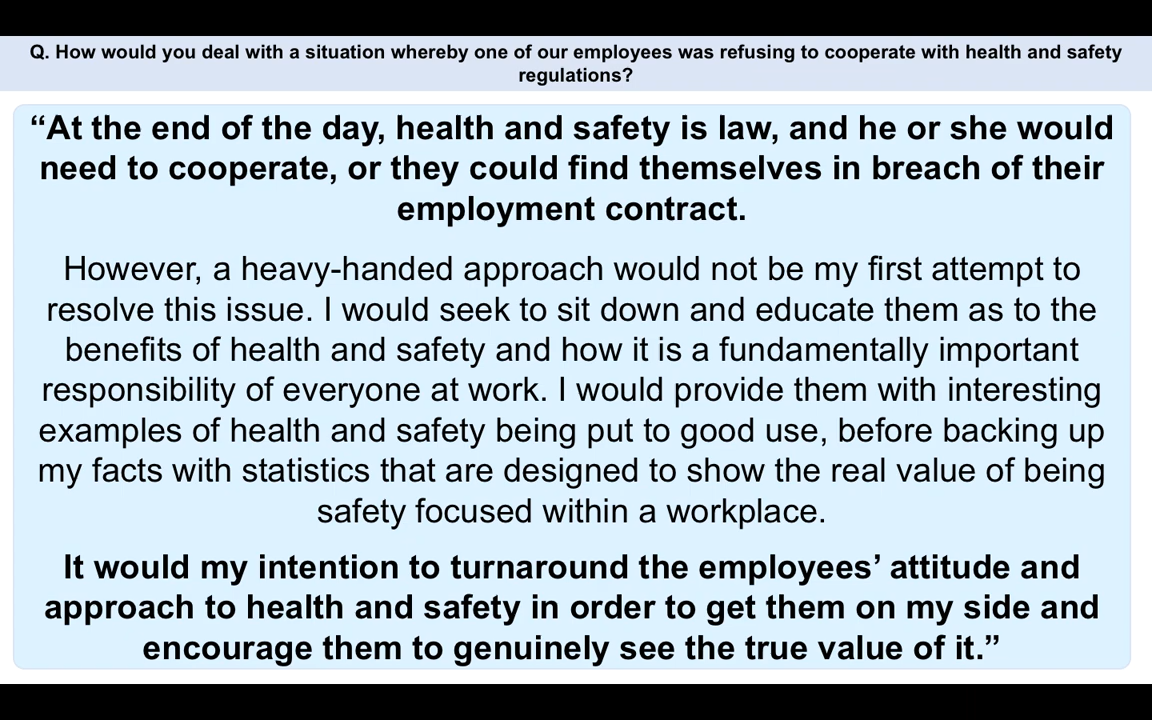 Q. How would you deal with a situation whereby one of our employees was refusing to cooperate with health and safety
regulations?
“At the end of the day, health and safety is law, and he or she would
need to cooperate, or they could find themselves in breach of their
employment contract.
However, a heavy-handed approach would not be my first attempt to
resolve this issue. I would seek to sit down and educate them as to the
benefits of health and safety and how it is a fundamentally important
responsibility of everyone at work. I would provide them with interesting
examples of health and safety being put to good use, before backing up
my facts with statistics that are designed to show the real value of being
safety focused within a workplace.
It would my intention to turnaround the employees’ attitude and
approach to health and safety in order to get them on my side and
encourage them to genuinely see the true value of it.”